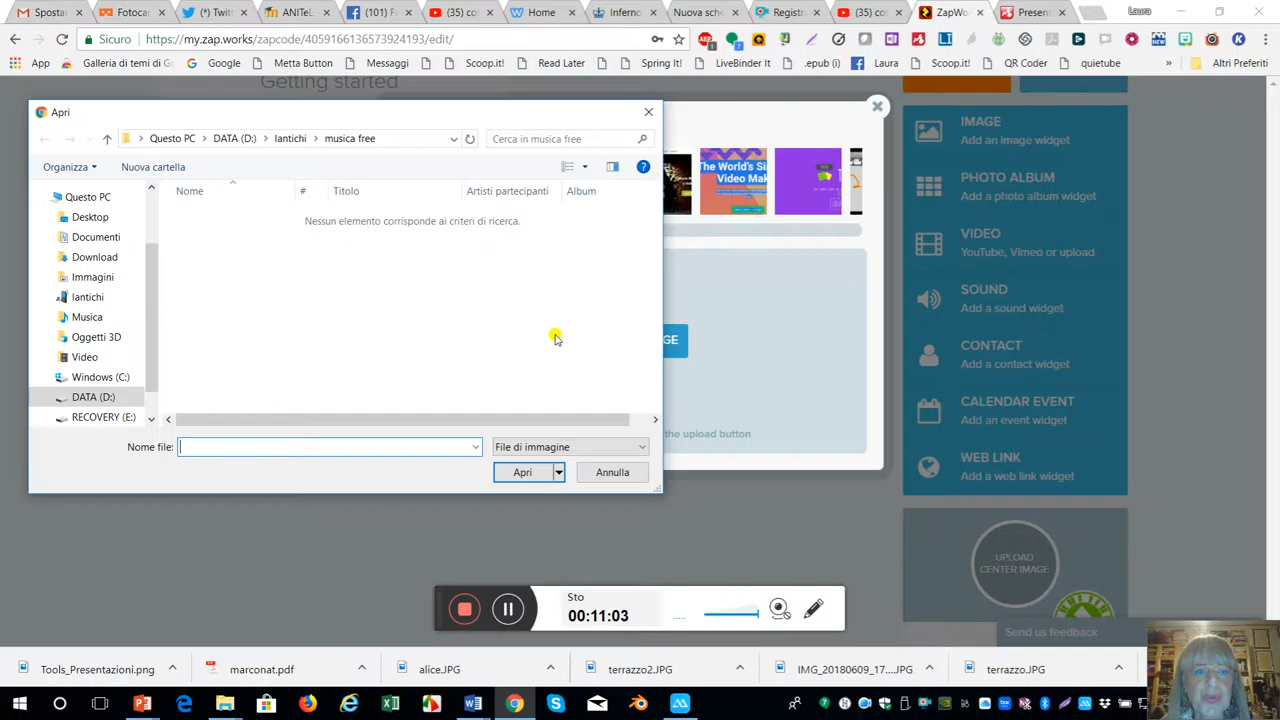 Spostar
Fotocar
(*) Twitt
ANITeL
(101) F
(35) co
Home
Inferno
Nuova sche
Registr
(35) co
ZapWo
Present
Laura
Sicuro
https://my.zap.works/zapcode/4059166136573924193/edit/
App
Galleria di temi di G
Google
Metta Button
Messaggi
Scoop.it!
Read Later
Spring It!
LiveBinder It
.epub (i)
Laura
Scoop.it!
QR Coder
quietube
»
Altri Preferiti
Getting started
Apri
Questo PC > DATA (D:) > lantichi > musica free
Cerca in musica free
Organizza
Nuova cartella
Nome
#
Titolo
Artisti partecipanti
Album
Nessun elemento corrisponde ai criteri di ricerca.
Questo PC
Desktop
Documenti
Download
Immagini
lantichi
Musica
Oggetti 3D
Video
Windows (C:)
DATA (D:)
RECOVERY (E:)
Nome file:
File di immagine
Apri
Annulla
The World's Si
Video Mak
GE
the upload button
IMAGE
Add an image widget
PHOTO ALBUM
Add a photo album widget
VIDEO
YouTube, Vimeo or upload
SOUND
Add a sound widget
CONTACT
Add a contact widget
CALENDAR EVENT
Add an event widget
WEB LINK
Add a web link widget
UPLOAD
CENTER IMAGE
Send us feedback
Sto
00:11:03
Tools_Presentazioni.png
marconat.pdf
alice.JPG
terrazzo2.JPG
IMG_20180609_17....JPG
terrazzo.JPG